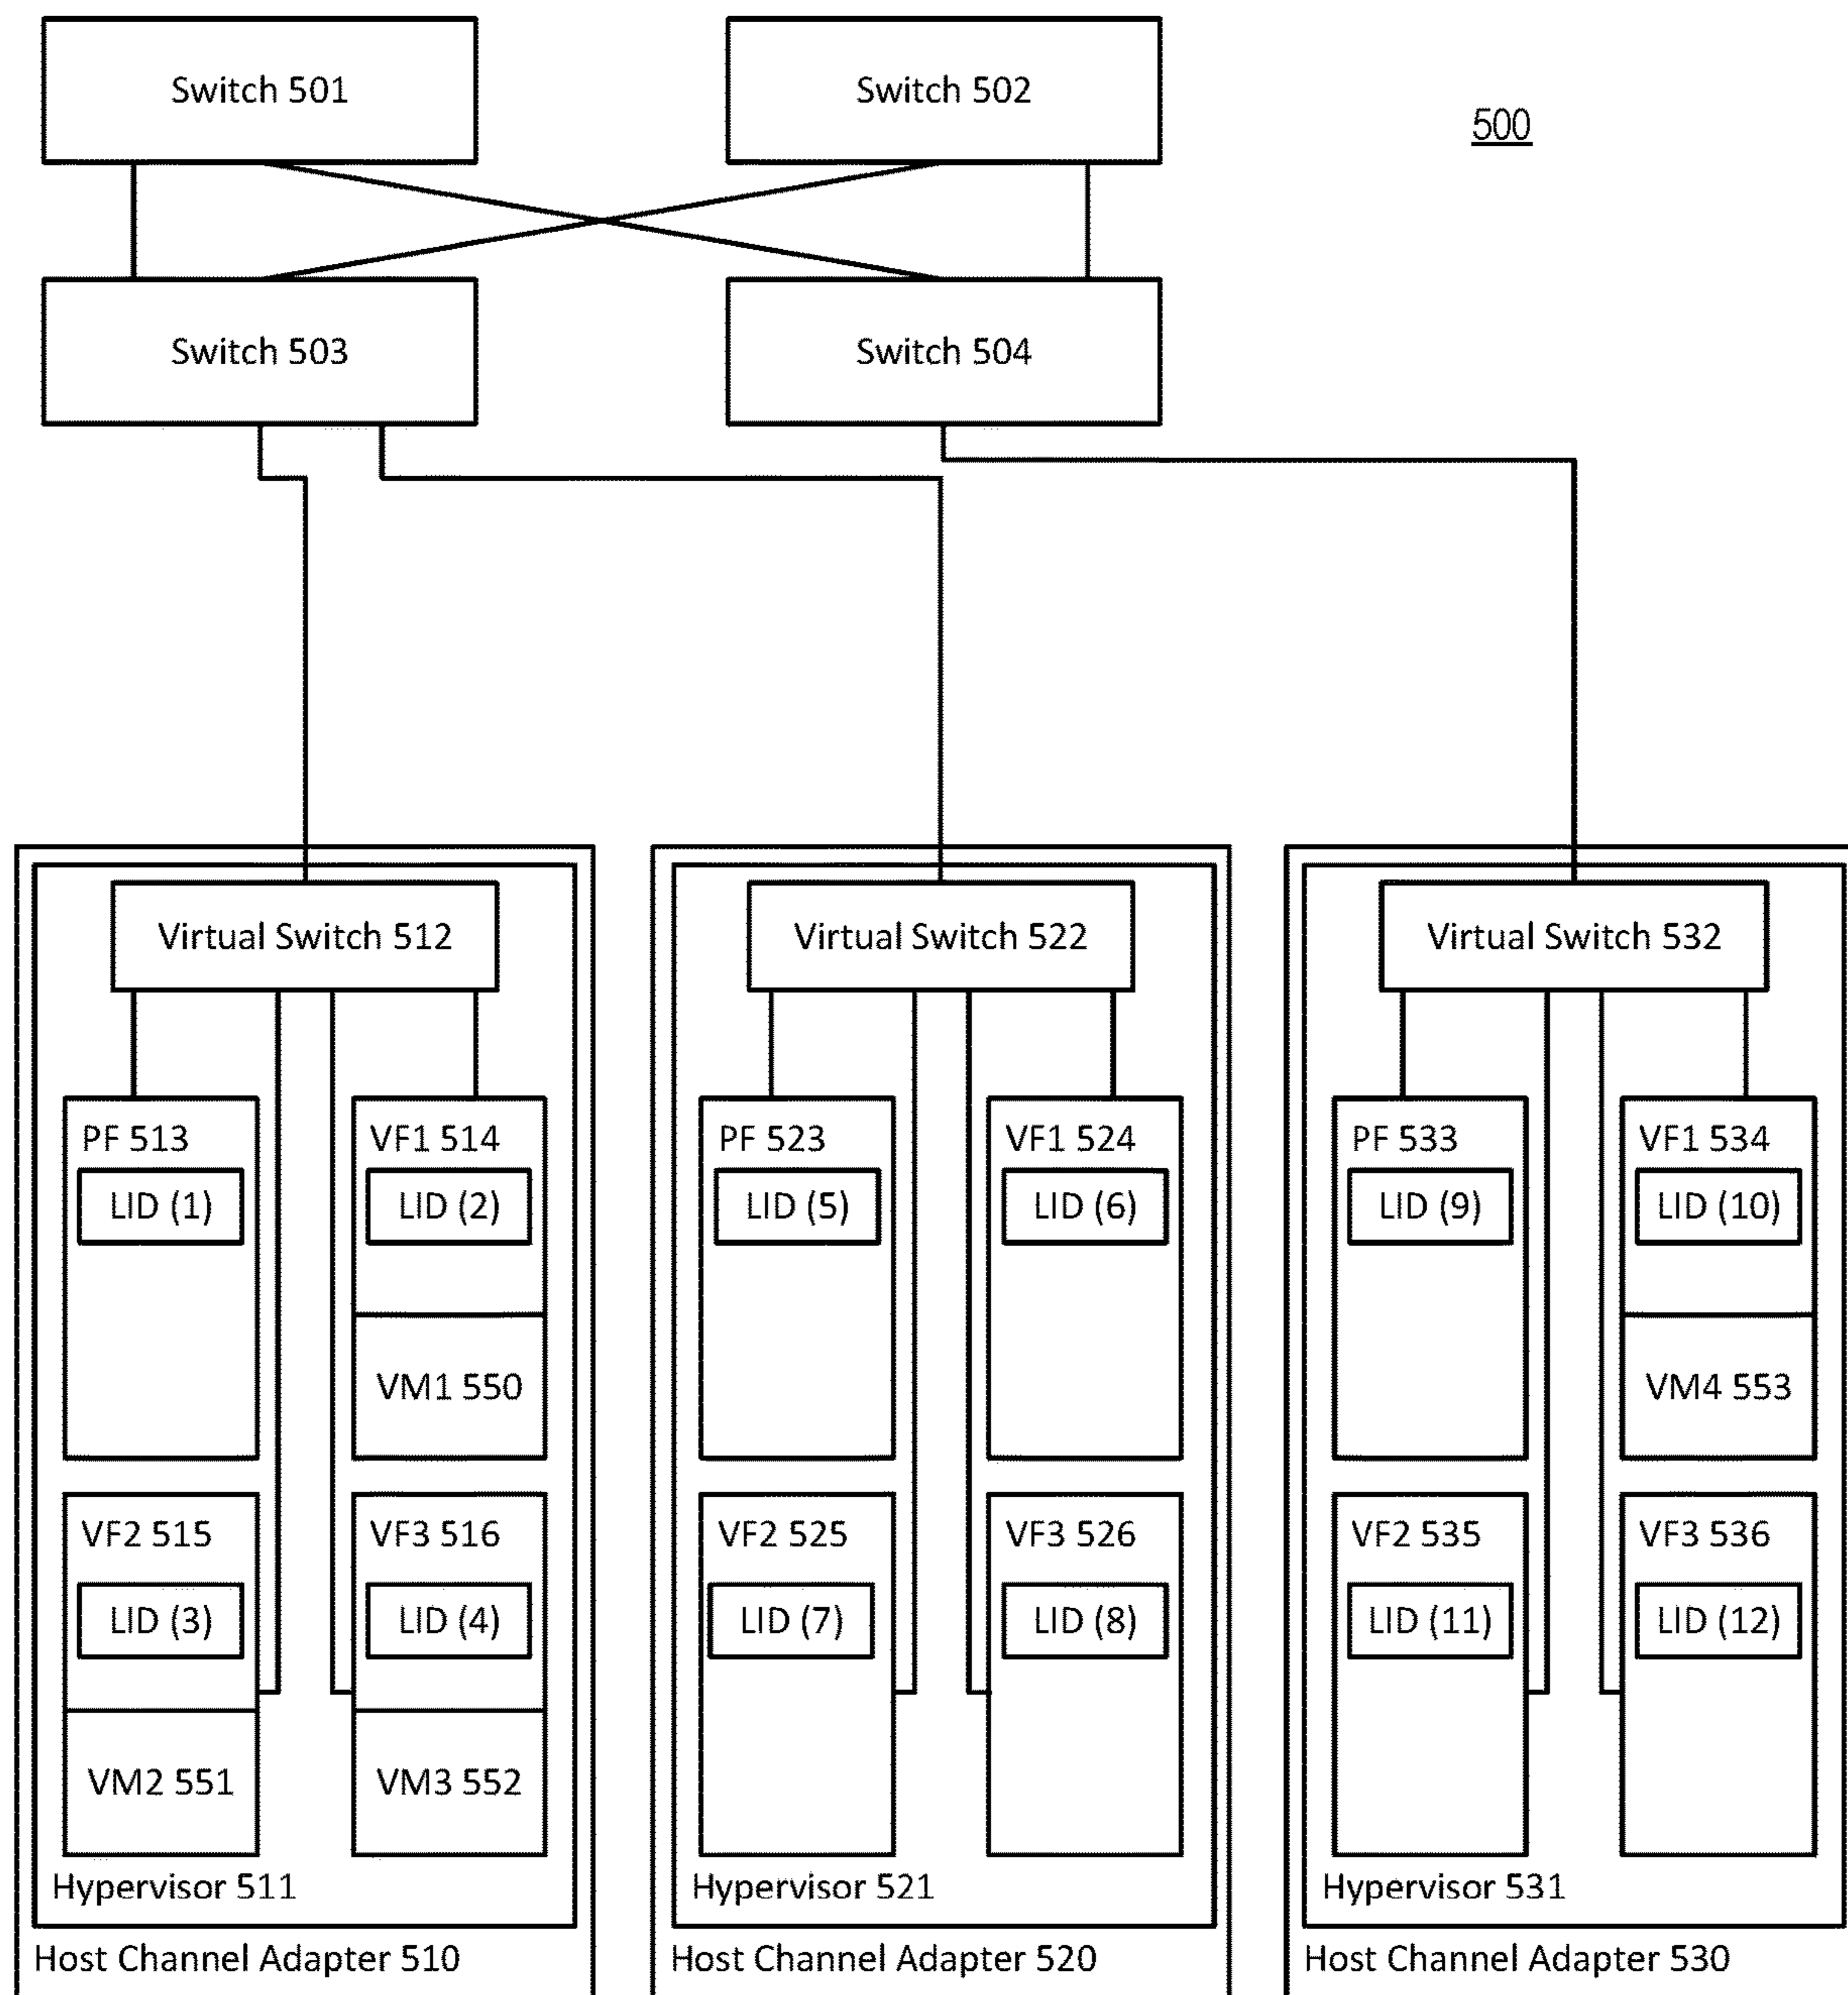 Switch 501
Switch 502
500
Switch 503
Switch 504
Virtual Switch 512
Virtual Switch 522
Virtual Switch 532
PF 513
LID (1)
VF1 514
LID (2)
VM1 550
VF2 515
LID (3)
VM2 551
VF3 516
LID (4)
VM3 552
Hypervisor 511
Host Channel Adapter 510
PF 523
LID (5)
VF1 524
LID (6)
VF2 525
LID (7)
VF3 526
LID (8)
Hypervisor 521
Host Channel Adapter 520
PF 533
LID (9)
VF1 534
LID (10)
VM4 553
VF2 535
LID (11)
VF3 536
LID (12)
Hypervisor 531
Host Channel Adapter 530